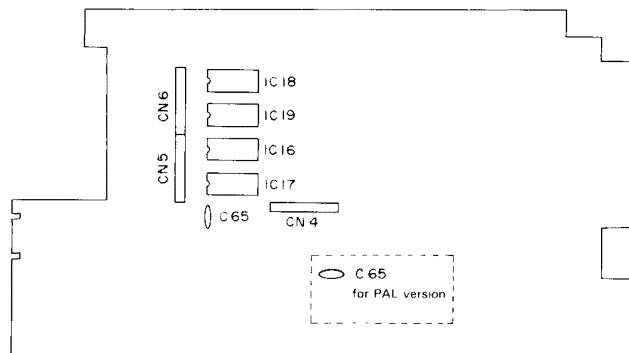 IC18
CN6
IC19
IC16
CN5
IC17
C65
CN4
C65
for PAL version